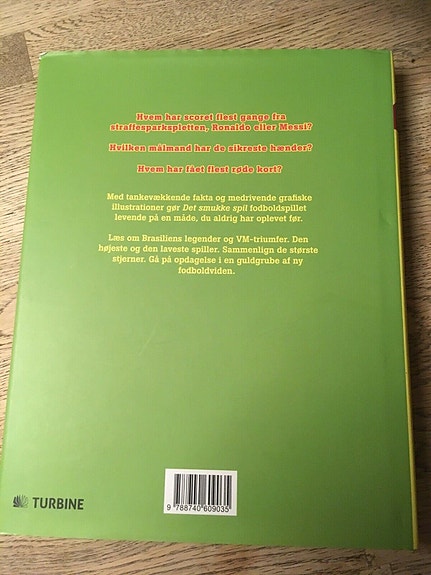 Hvem har scoret flest gange fra
straffesparkspletten, Ronaldo eller Messi?
Hvilken målmand har de sikreste hænder?
Hvem har fået flest røde kort?
Med tankevækkende fakta og medrivende grafiske
illustrationer gør Det smukke spil fodboldspillet
levende på en måde, du aldrig har oplevet før.
Læs om Brasiliens legender og VM-triumfer. Den
højeste og den laveste spiller. Sammenlign de største
stjerner. Gå på opdagelse i en guldgrube af ny
fodboldviden.
TURBINE
9 788740 609035